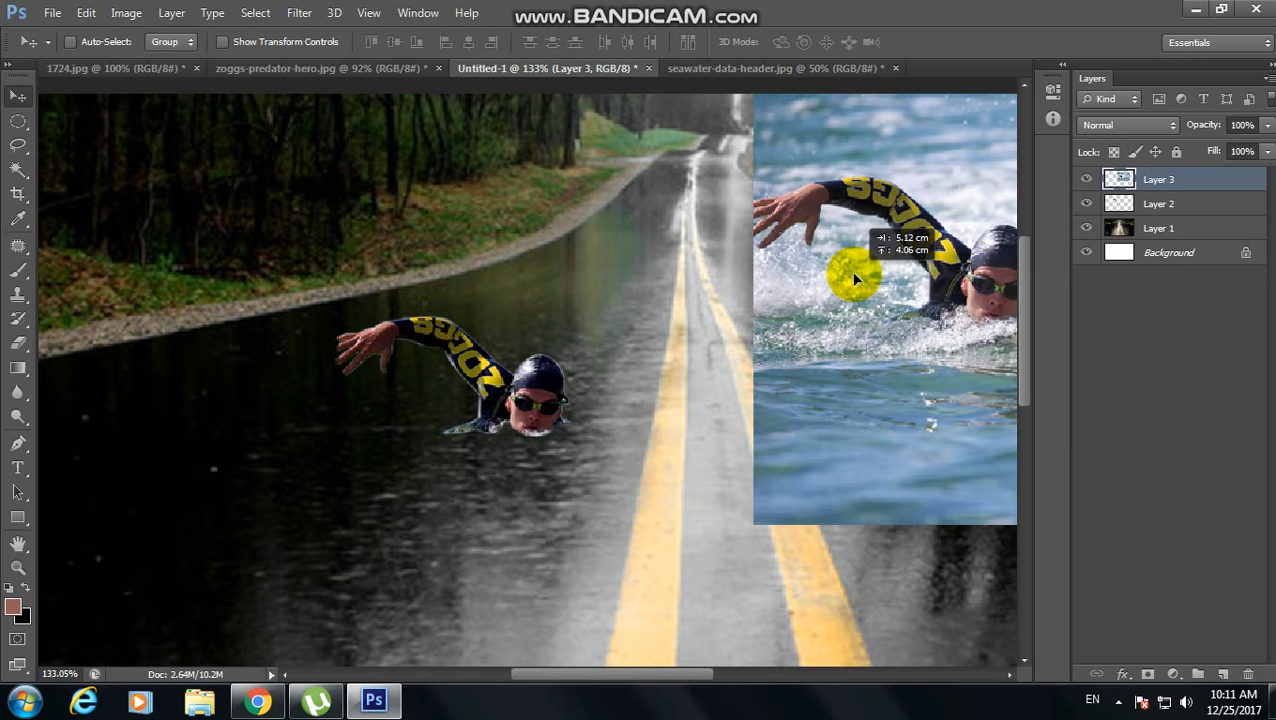 Ps File Edit Image Layer Type Select Filter 3D View Window Help
www.BANDICAM.com
Auto-Select: Group Show Transform Controls 3D Mode: Essentials
1724.jpg @ 100% (RGB/8#) * × zoggs-predator-hero.jpg @ 92% (RGB/8#) * × Untitled-1 @ 133% (Layer 3, RGB/8) * × seawater-data-header.jpg @ 50% (RGB/8#) * ×
Layers
Kind
Normal Opacity: 100%
Lock: Fill: 100%
Layer 3
Layer 2
Layer 1
Background
5.12 cm
4.06 cm
ZOGGS
ZOGGS
133.05% Doc: 2.64M/10.2M
Ps
EN 10:11 AM
12/25/2017